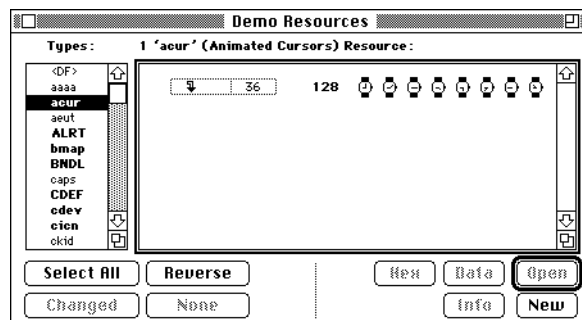 Demo Resources
Types:
1 'acur' (Animated Cursors) Resource:
<DF>
aaaa
acur
aeut
ALRT
bmap
BNDL
caps
CDEF
cdev
cicn
ckid
36
128
Select All
Reverse
Hex
Data
Open
Changed
None
Info
New